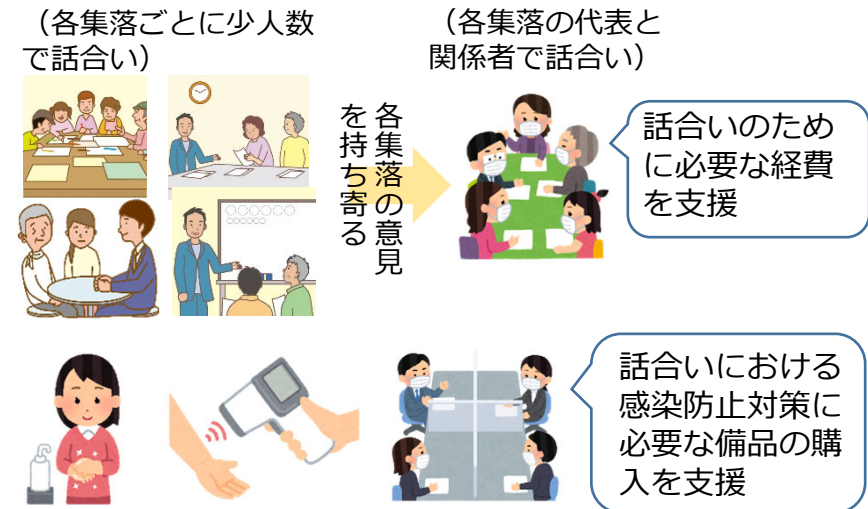 （各集落ごとに少人数
で話合い）
（各集落の代表と
関係者で話合い）
各集落の意見
を持ち寄る
話合いのため
に必要な経費
を支援
○○○○○○
○○○○○○
話合いにおける
感染防止対策に
必要な備品の購
入を支援